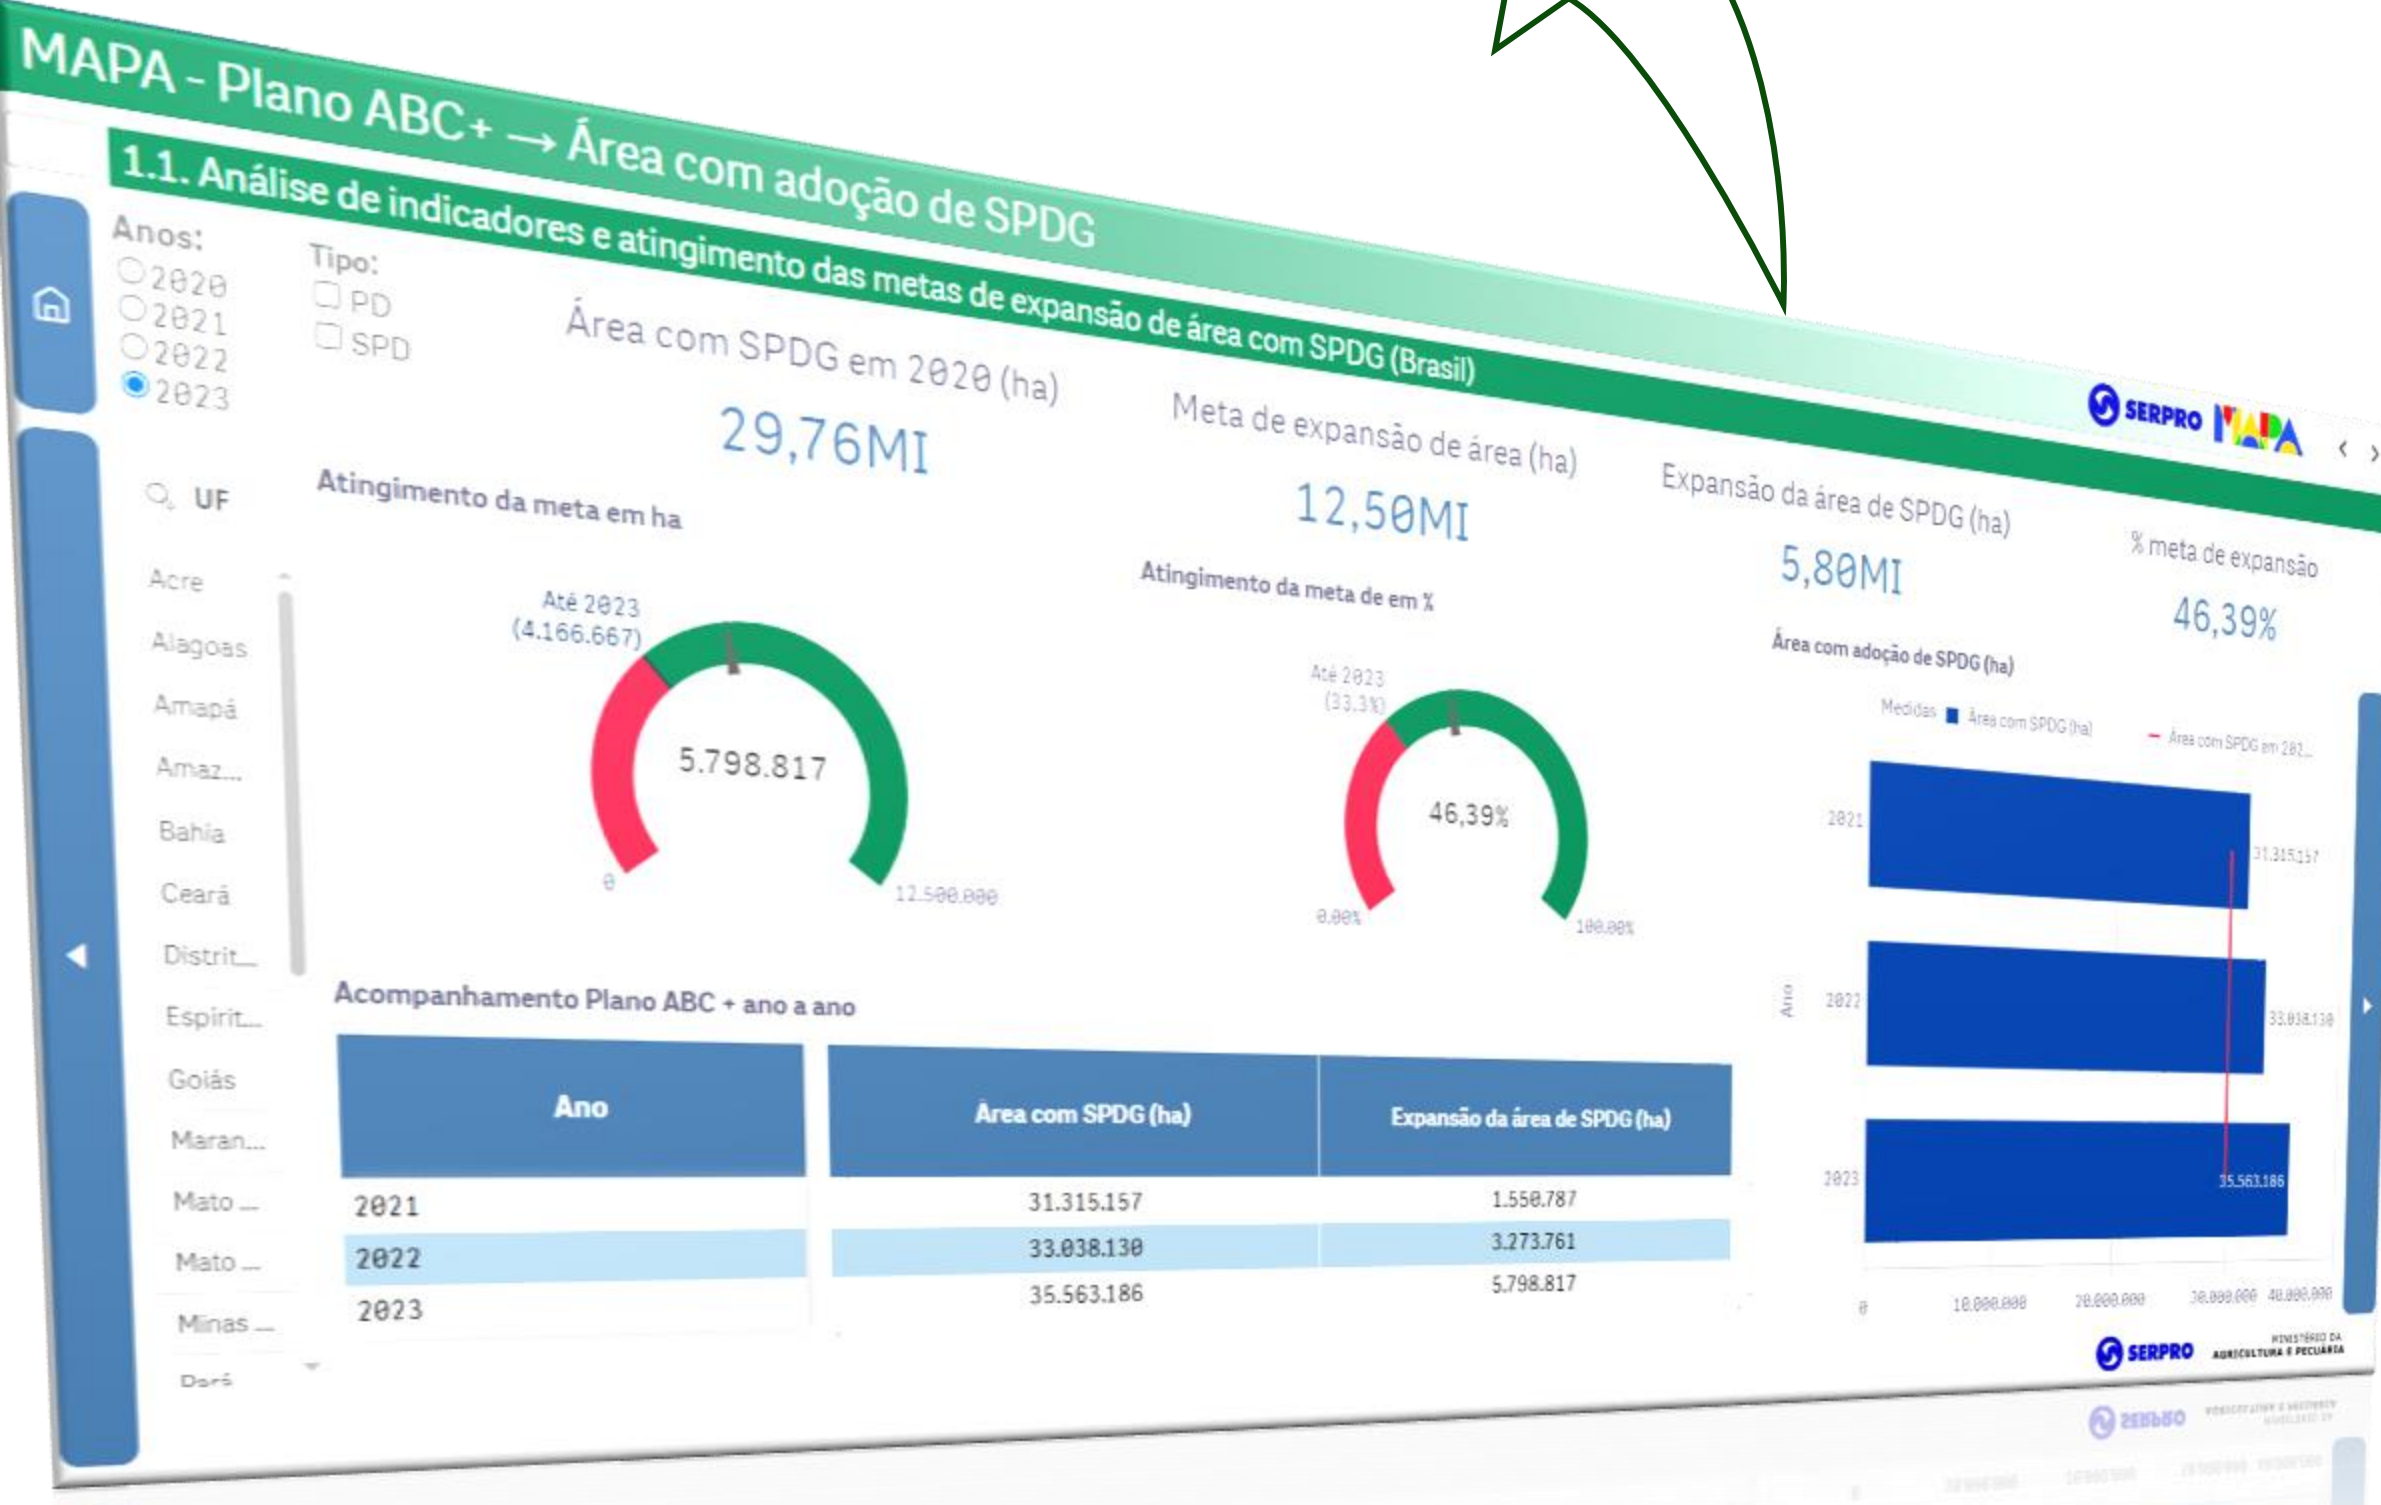 MAPA - Plano ABC+ → Área com adoção de SPDG
1.1. Análise de indicadores e atingimento das metas de expansão de área com SPDG (Brasil)
SERPRO MAPA
Anos:
2020
2021
2022
2023
Tipo:
PD
SPD
Área com SPDG em 2020 (ha)
29,76MI
Meta de expansão de área (ha)
12,50MI
Expansão da área de SPDG (ha)
5,80MI
% meta de expansão
46,39%
UF
Acre
Alagoas
Amapá
Amaz...
Bahia
Ceará
Distrit...
Espírit...
Goiás
Maran...
Mato ...
Mato ...
Minas ...
Pará
Atingimento da meta em ha
Até 2023
(4.166.667)
5.798.817
0
12.500.000
Atingimento da meta de em %
Até 2023
(33.3%)
46,39%
0.00%
100.00%
Área com adoção de SPDG (ha)
Medidas Área com SPDG (ha) Área com SPDG em 202...
Ano
2021
31.315.157
2022
33.038.130
2023
35.563.186
0 10.000.000 20.000.000 30.000.000 40.000.000
Acompanhamento Plano ABC + ano a ano
Ano Área com SPDG (ha) Expansão da área de SPDG (ha)
2021 31.315.157 1.550.787
2022 33.038.130 3.273.761
2023 35.563.186 5.798.817
SERPRO
MINISTÉRIO DA
AGRICULTURA E PECUÁRIA